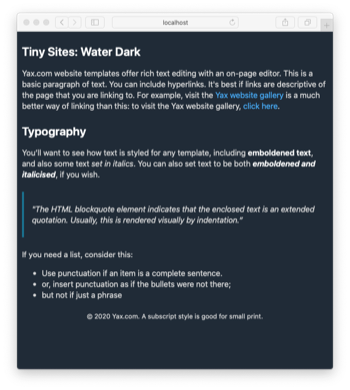 localhost
Tiny Sites: Water Dark
Yax.com website templates offer rich text editing with an on-page editor. This is a
basic paragraph of text. You can include hyperlinks. It's best if links are descriptive of
the page that you are linking to. For example, visit the Yax website gallery is a much
better way of linking than this: to visit the Yax website gallery, click here.
Typography
You'll want to see how text is styled for any template, including emboldened text,
and also some text set in italics. You can also set text to be both emboldened and
italicised, if you wish.
"The HTML blockquote element indicates that the enclosed text is an extended
quotation. Usually, this is rendered visually by indentation."
If you need a list, consider this:
• Use punctuation if an item is a complete sentence.
• or, insert punctuation as if the bullets were not there;
• but not if just a phrase
© 2020 Yax.com. A subscript style is good for small print.